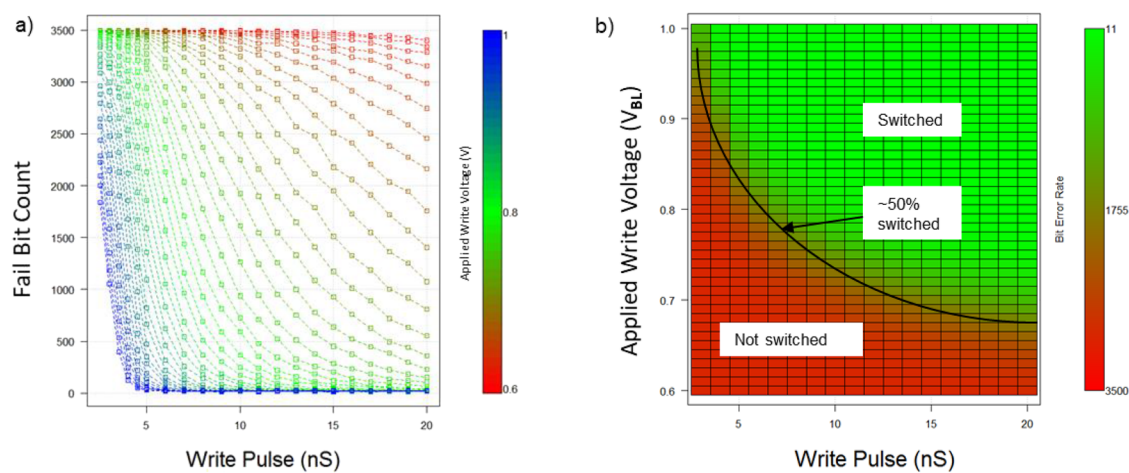 a)
3500
3000
2500
2000
1500
1000
500
0
Fail Bit Count
5
10
15
20
Write Pulse (nS)
1
0.8
0.6
Applied Write Voltage (V)
b)
1.0
0.9
0.8
0.7
0.6
Applied Write Voltage (VBL)
Switched
~50%
switched
Not switched
5
10
15
20
Write Pulse (nS)
11
1755
3500
Bit Error Rate